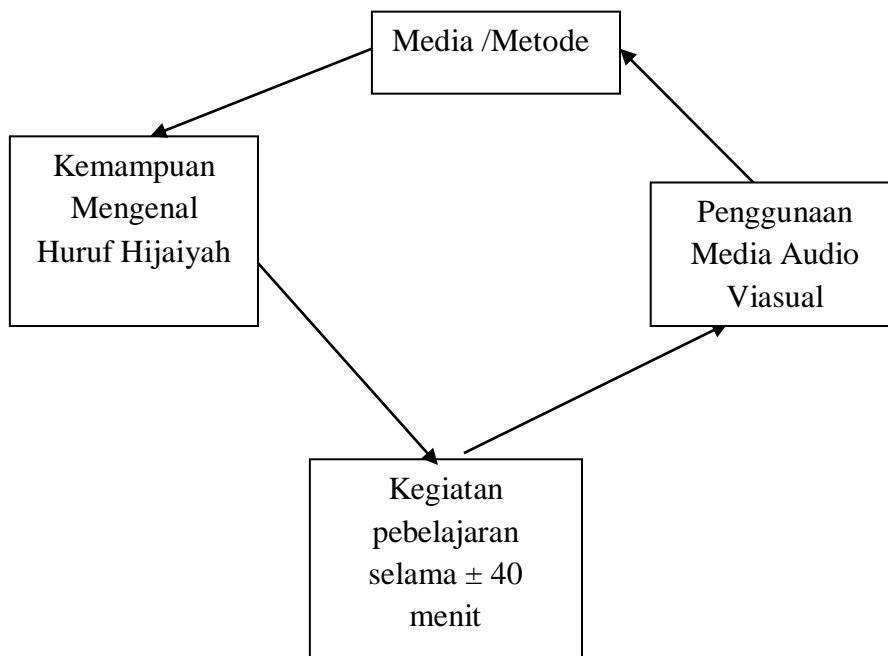 Media /Metode
Kemampuan
Mengenal
Huruf Hijaiyah
Penggunaan
Media Audio
Viasual
Kegiatan
pebelajaran
selama ± 40
menit